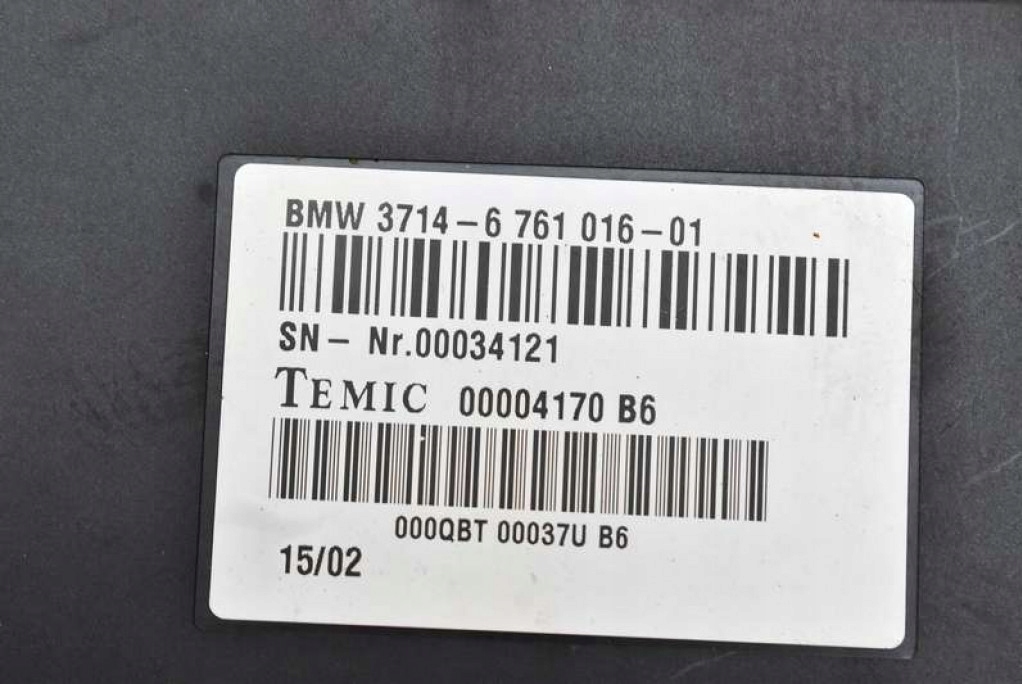 BMW 3714-6 761 016-01
SN- Nr.00034121
TEMIC 00004170 B6
000QBT 00037U B6
15/02